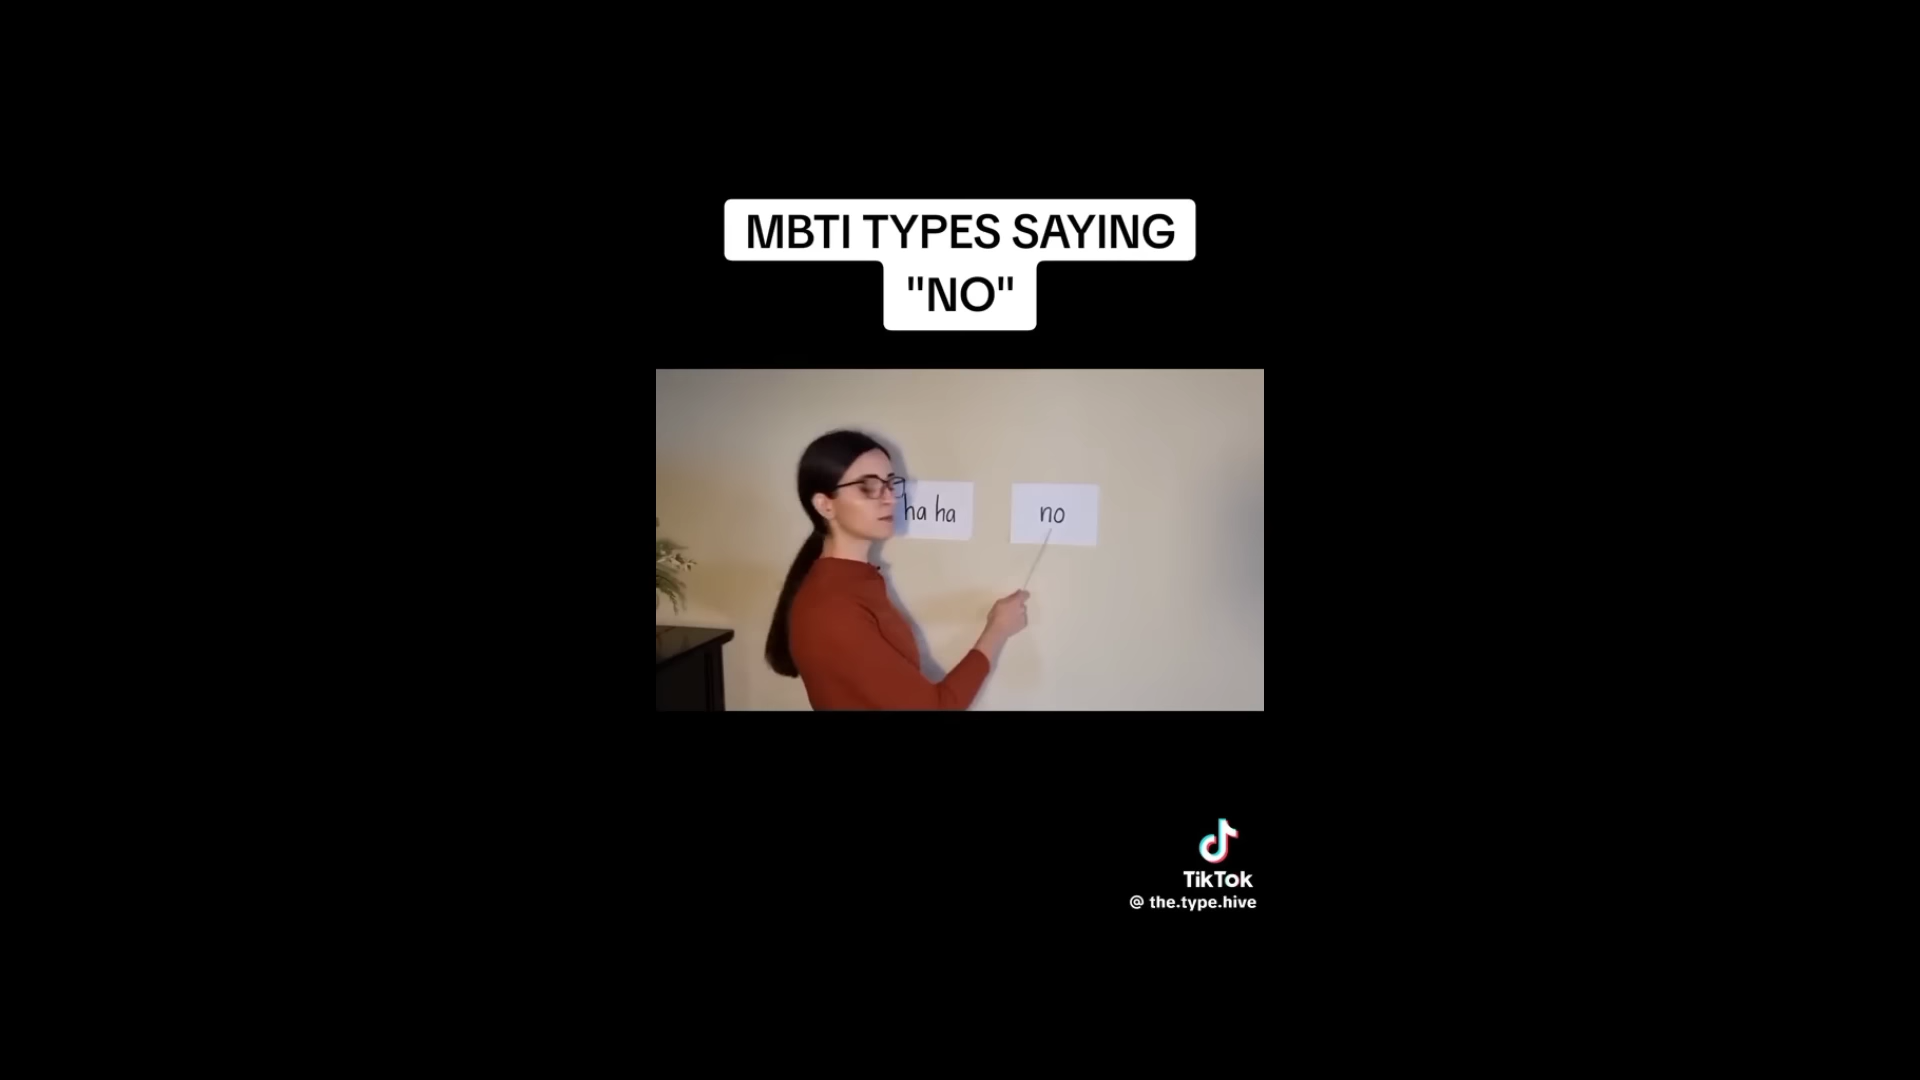 MBTI TYPES SAYING
"NO"
ha ha
no
TikTok
@ the.type.hive